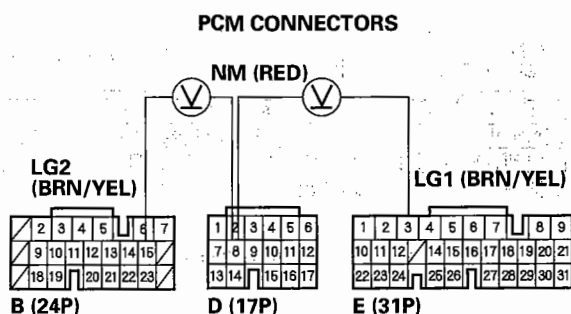 PCM CONNECTORS
NM (RED)
V V
LG2
(BRN/YEL)
LG1 (BRN/YEL)
2 3 4 5 6 7
9 10 11 12 13 14 15
18 19 20 21 22 23
B (24P)
1 2 3 4 5 6
7 8 9 10 11 12
13 14 15 16 17
D (17P)
1 2 3 4 5 6 7 8 9
10 11 12 14 15 16 17 18 19 20 21
22 23 24 25 26 27 28 29 30 31
E (31P)